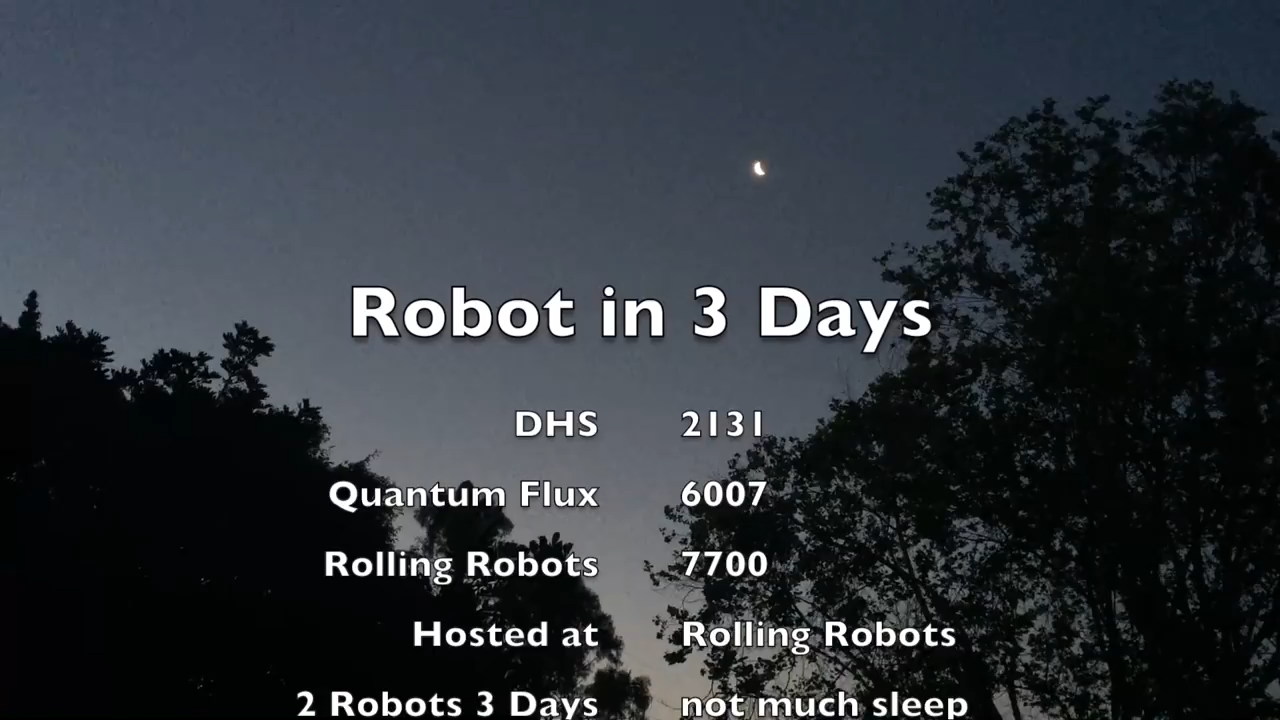 Robot in 3 Days
DHS 2131
Quantum Flux 6007
Rolling Robots 7700
Hosted at Rolling Robots
2 Robots 3 Days not much sleep